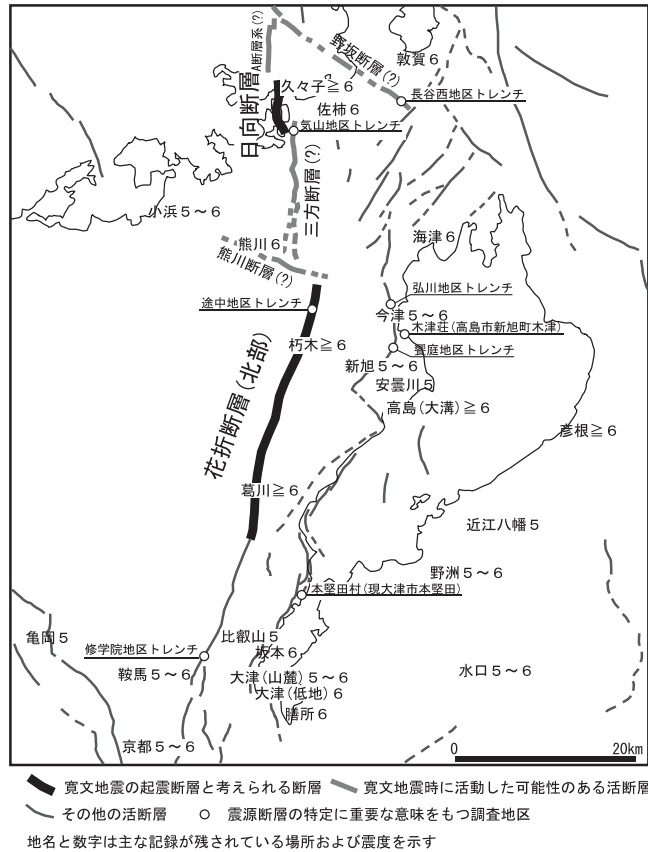 A断層系(?)
野坂断層(?)
敦賀6
日向断層
久々子≧6
長谷西地区トレンチ
佐柿6
気山地区トレンチ
三方断層(?)
小浜5～6
熊川6
海津6
熊川断層(?)
弘川地区トレンチ
途中地区トレンチ
今津5～6
木津荘(高島市新旭町木津)
朽木≧6
饗庭地区トレンチ
新旭5～6
安曇川5
花折断層(北部)
高島(大溝)≧6
彦根≧6
葛川≧6
近江八幡5
野洲5～6
本堅田村(現大津市本堅田)
亀岡5
比叡山5
修学院地区トレンチ
坂本6
鞍馬5～6
大津(山麓)5～6
水口5～6
大津(低地)6
膳所6
京都5～6
0 20km
寛文地震の起震断層と考えられる断層 寛文地震時に活動した可能性のある活断層
その他の活断層 震源断層の特定に重要な意味をもつ調査地区
地名と数字は主な記録が残されている場所および震度を示す